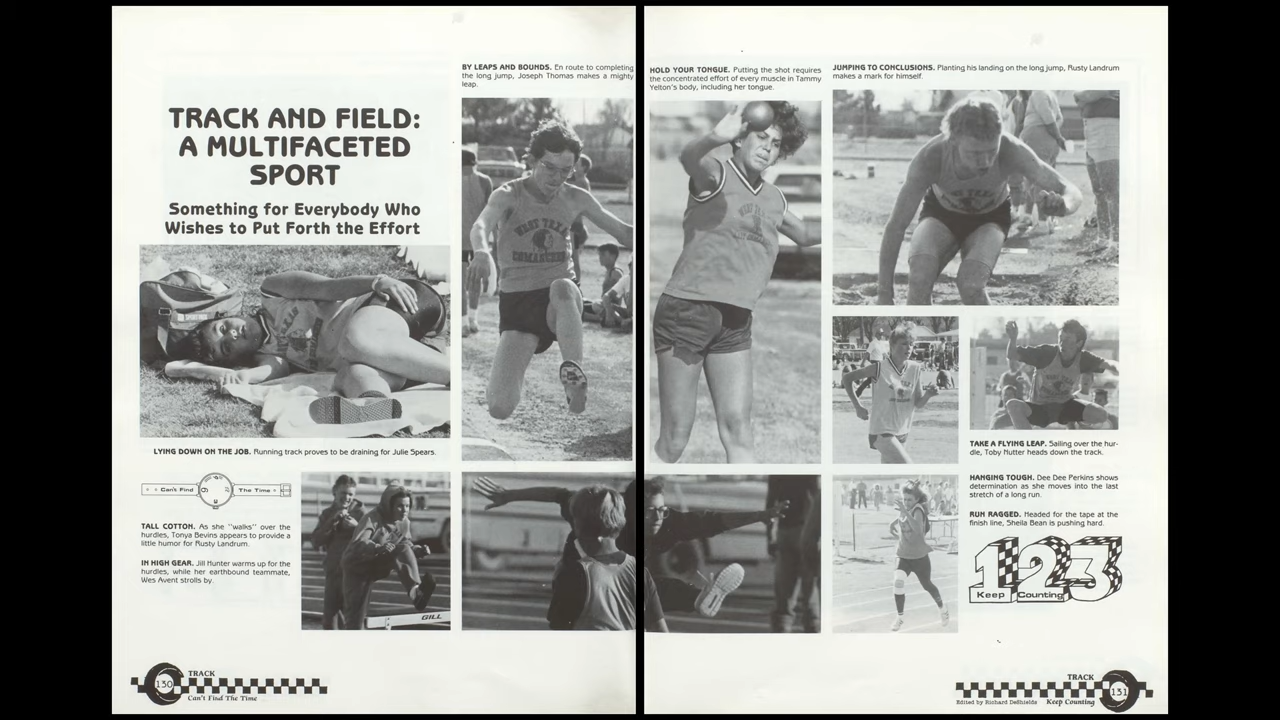 TRACK AND FIELD:
A MULTIFACETED
SPORT
Something for Everybody Who
Wishes to Put Forth the Effort
LYING DOWN ON THE JOB. Running track proves to be draining for Julie Spears.
Can't Find The Time
TALL COTTON. As she "walks" over the
hurdles, Tonya Bevins appears to provide a
little humor for Rusty Landrum.
IN HIGH GEAR. Jill Hunter warms up for the
hurdles, while her earthbound teammate,
Wes Avent strolls by.
GILL
BY LEAPS AND BOUNDS. En route to completing
the long jump, Joseph Thomas makes a mighty
leap.
WEST TEXAS
COMANCHES
130
TRACK
Can't Find The Time
HOLD YOUR TONGUE. Putting the shot requires
the concentrated effort of every muscle in Tammy
Yelton's body, including her tongue.
WEST TEXAS
JUMPING TO CONCLUSIONS. Planting his landing on the long jump, Rusty Landrum
makes a mark for himself.
WEST TEXAS
TAKE A FLYING LEAP. Sailing over the hur-
dle, Toby Nutter heads down the track.
HANGING TOUGH. Dee Dee Perkins shows
determination as she moves into the last
stretch of a long run.
RUN RAGGED. Headed for the tape at the
finish line, Sheila Bean is pushing hard.
123
Keep Counting
TRACK
Edited by Richard DeShields Keep Counting
131